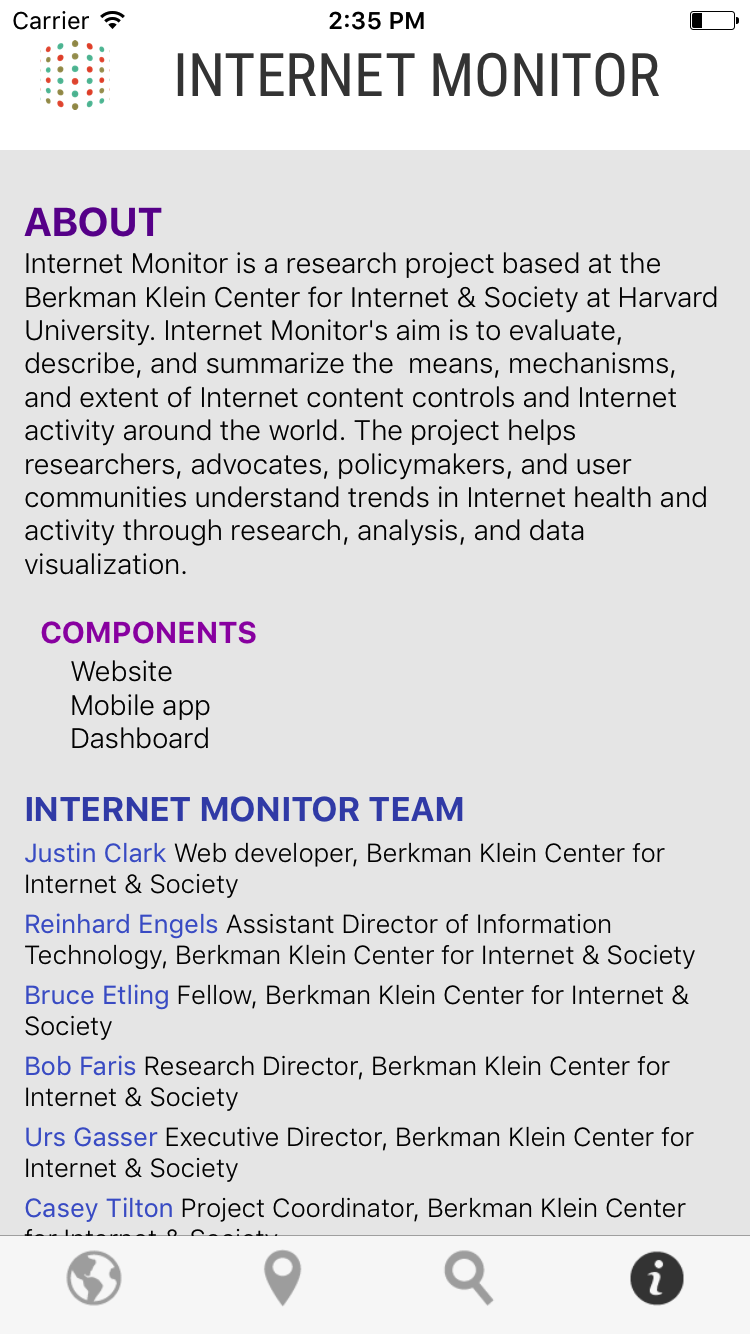 Carrier 2:35 PM
INTERNET MONITOR
ABOUT
Internet Monitor is a research project based at the
Berkman Klein Center for Internet & Society at Harvard
University. Internet Monitor's aim is to evaluate,
describe, and summarize the  means, mechanisms,
and extent of Internet content controls and Internet
activity around the world. The project helps
researchers, advocates, policymakers, and user
communities understand trends in Internet health and
activity through research, analysis, and data
visualization.
COMPONENTS
Website
Mobile app
Dashboard
INTERNET MONITOR TEAM
Justin Clark Web developer, Berkman Klein Center for
Internet & Society
Reinhard Engels Assistant Director of Information
Technology, Berkman Klein Center for Internet & Society
Bruce Etling Fellow, Berkman Klein Center for Internet &
Society
Bob Faris Research Director, Berkman Klein Center for
Internet & Society
Urs Gasser Executive Director, Berkman Klein Center for
Internet & Society
Casey Tilton Project Coordinator, Berkman Klein Center
for Internet & Society